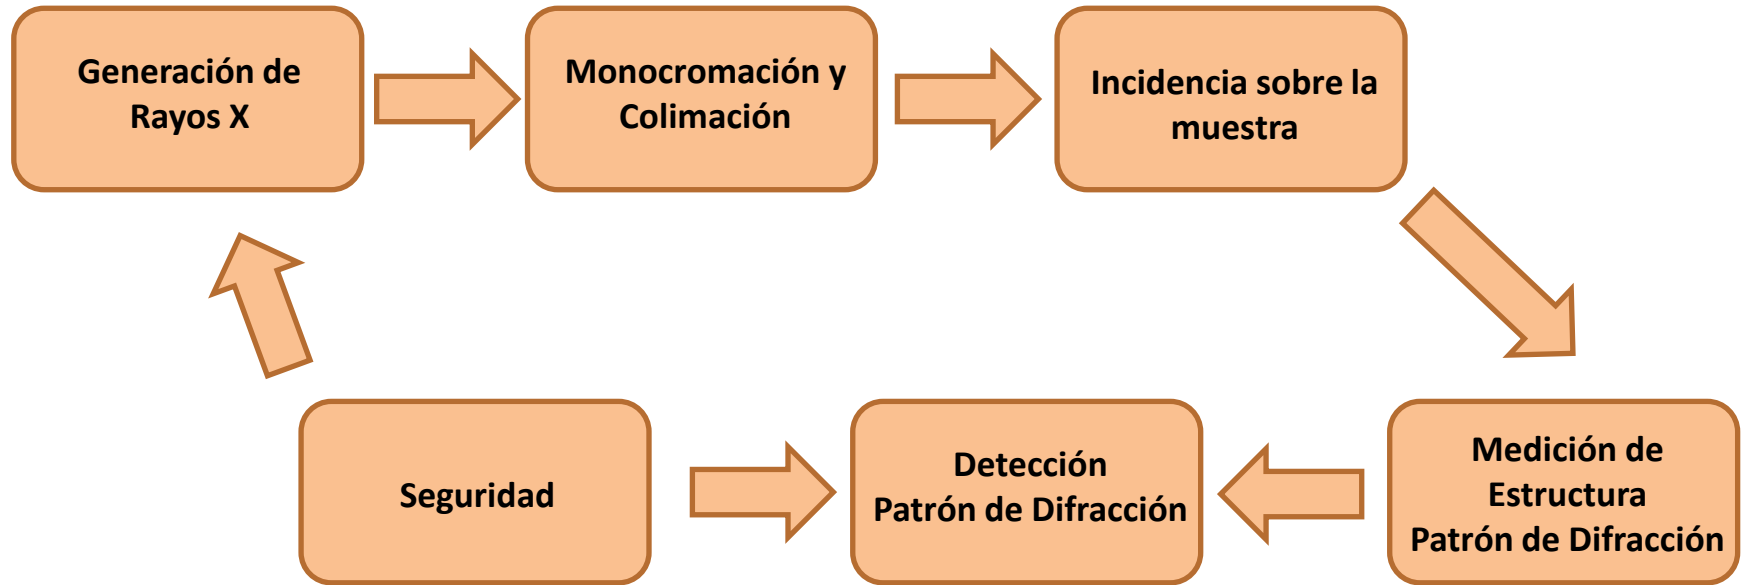 Generación de
Rayos X
Monocromación y
Colimación
Incidencia sobre la
muestra
Seguridad
Detección
Patrón de Difracción
Medición de
Estructura
Patrón de Difracción